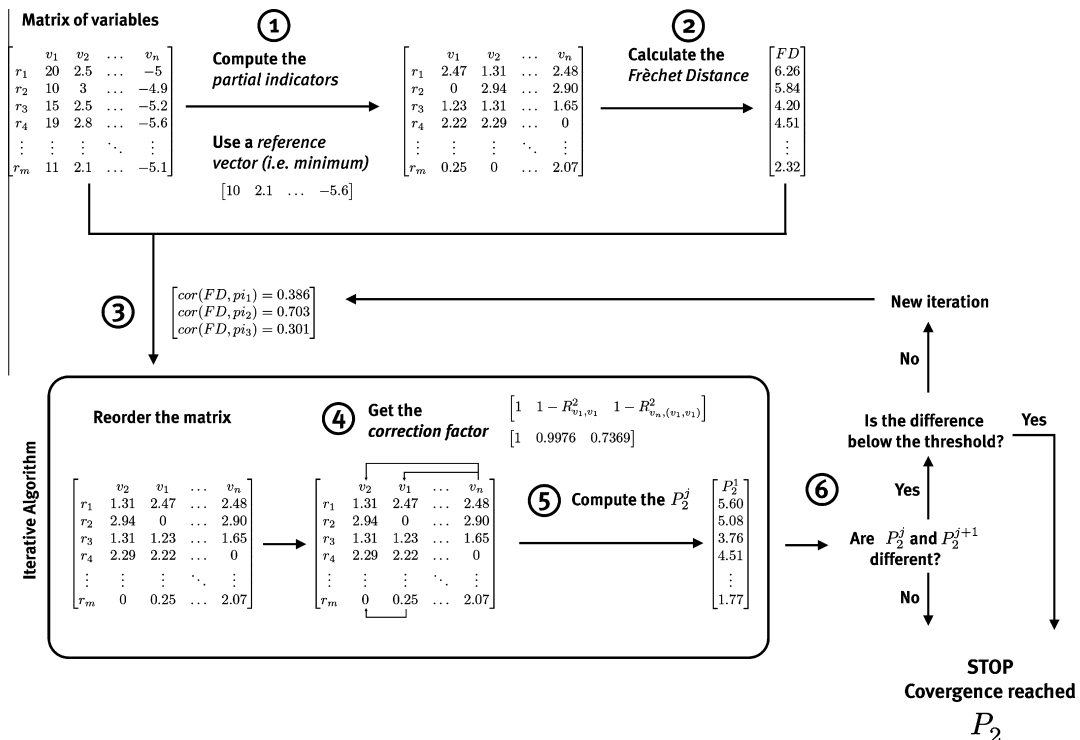 Matrix of variables
1
2
v1 v2 … vn
r1 20 2.5 … −5
r2 10 3 … −4.9
r3 15 2.5 … −5.2
r4 19 2.8 … −5.6
⋮ ⋮ ⋮ ⋱ ⋮
rm 11 2.1 … −5.1
Compute the
partial indicators
Use a reference
vector (i.e. minimum)
[10 2.1 … −5.6]
v1 v2 … vn
r1 2.47 1.31 … 2.48
r2 0 2.94 … 2.90
r3 1.23 1.31 … 1.65
r4 2.22 2.29 … 0
⋮ ⋮ ⋮ ⋱ ⋮
rm 0.25 0 … 2.07
Calculate the
Frèchet Distance
FD
6.26
5.84
4.20
4.51
⋮
2.32
3
cor(FD, pi1) = 0.386
cor(FD, pi2) = 0.703
cor(FD, pi3) = 0.301
New iteration
No
Iterative Algorithm
Reorder the matrix
v2 v1 … vn
r1 1.31 2.47 … 2.48
r2 2.94 0 … 2.90
r3 1.31 1.23 … 1.65
r4 2.29 2.22 … 0
⋮ ⋮ ⋮ ⋱ ⋮
rm 0 0.25 … 2.07
4
Get the
correction factor
[1 1 − R²v1,v1 1 − R²vn,(v1,v1)]
[1 0.9976 0.7369]
v2 v1 … vn
r1 1.31 2.47 … 2.48
r2 2.94 0 … 2.90
r3 1.31 1.23 … 1.65
r4 2.29 2.22 … 0
⋮ ⋮ ⋮ ⋱ ⋮
rm 0 0.25 … 2.07
5 Compute the P2^j
P2^1
5.60
5.08
3.76
4.51
⋮
1.77
6
Is the difference
below the threshold?
Yes
Yes
Are P2^j and P2^j+1
different?
No
STOP
Covergence reached
P2